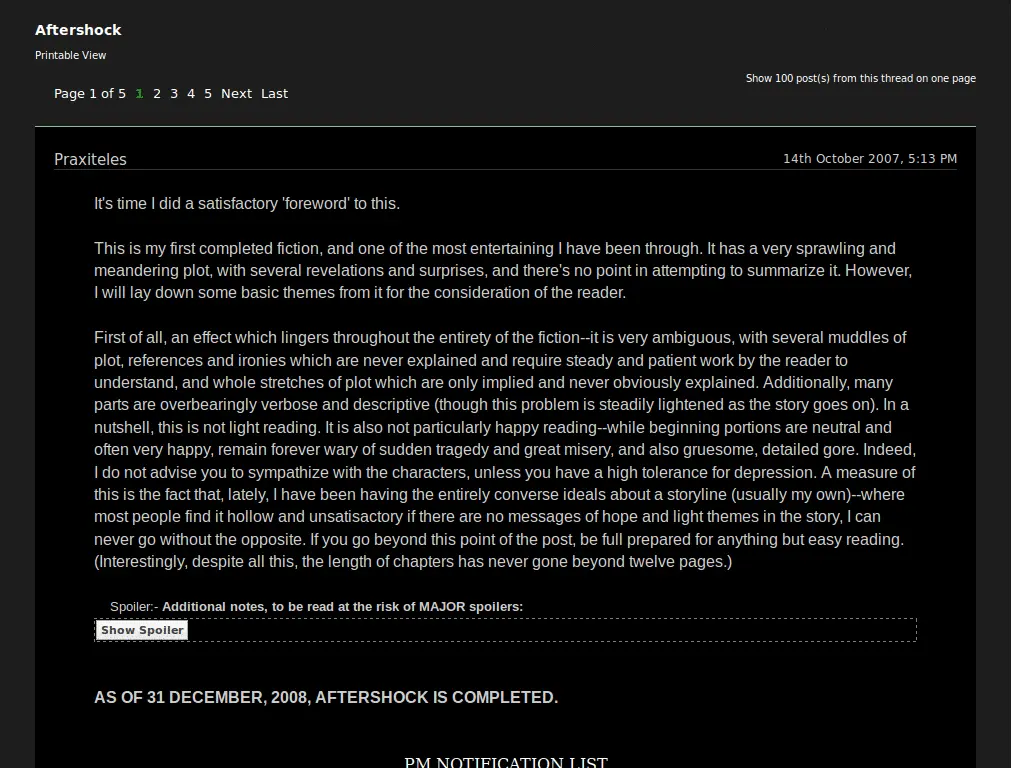 Aftershock
Printable View
Show 100 post(s) from this thread on one page
Page 1 of 5 1 2 3 4 5 Next Last
Praxiteles
14th October 2007, 5:13 PM
It's time I did a satisfactory 'foreword' to this.
This is my first completed fiction, and one of the most entertaining I have been through. It has a very sprawling and
meandering plot, with several revelations and surprises, and there's no point in attempting to summarize it. However,
I will lay down some basic themes from it for the consideration of the reader.
First of all, an effect which lingers throughout the entirety of the fiction--it is very ambiguous, with several muddles of
plot, references and ironies which are never explained and require steady and patient work by the reader to
understand, and whole stretches of plot which are only implied and never obviously explained. Additionally, many
parts are overbearingly verbose and descriptive (though this problem is steadily lightened as the story goes on). In a
nutshell, this is not light reading. It is also not particularly happy reading--while beginning portions are neutral and
often very happy, remain forever wary of sudden tragedy and great misery, and also gruesome, detailed gore. Indeed,
I do not advise you to sympathize with the characters, unless you have a high tolerance for depression. A measure of
this is the fact that, lately, I have been having the entirely converse ideals about a storyline (usually my own)--where
most people find it hollow and unsatisactory if there are no messages of hope and light themes in the story, I can
never go without the opposite. If you go beyond this point of the post, be full prepared for anything but easy reading.
(Interestingly, despite all this, the length of chapters has never gone beyond twelve pages.)
Spoiler:- Additional notes, to be read at the risk of MAJOR spoilers:
Show Spoiler
AS OF 31 DECEMBER, 2008, AFTERSHOCK IS COMPLETED.
PM NOTIFICATION LIST